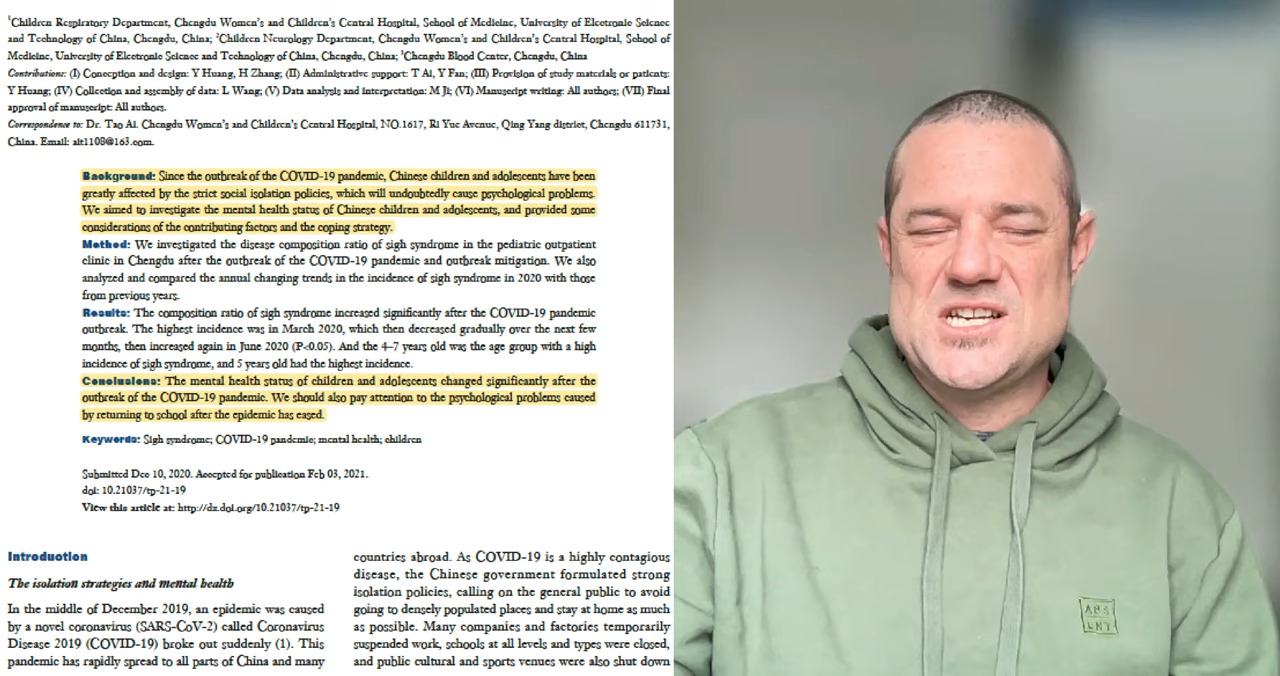 ¹Children Respiratory Department, Chengdu Women's and Children's Central Hospital, School of Medicine, University of Electronic Science
and Technology of China, Chengdu, China; ²Children Neurology Department, Chengdu Women's and Children's Central Hospital, School of
Medicine, University of Electronic Science and Technology of China, Chengdu, China; ³Chengdu Blood Center, Chengdu, China
Contributions: (I) Conception and design: Y Huang, H Zhang; (II) Administrative support: T Ai, Y Fan; (III) Provision of study materials or patients:
Y Huang; (IV) Collection and assembly of data: L Wang; (V) Data analysis and interpretation: M Ji; (VI) Manuscript writing: All authors; (VII) Final
approval of manuscript: All authors.
Correspondence to: Dr. Tao Ai. Chengdu Women's and Children's Central Hospital, NO.1617, Ri Yue Avenue, Qing Yang district, Chengdu 611731,
China. Email: ait1108@163.com.
Background: Since the outbreak of the COVID-19 pandemic, Chinese children and adolescents have been
greatly affected by the strict social isolation policies, which will undoubtedly cause psychological problems.
We aimed to investigate the mental health status of Chinese children and adolescents, and provided some
considerations of the contributing factors and the coping strategy.
Method: We investigated the disease composition ratio of sigh syndrome in the pediatric outpatient
clinic in Chengdu after the outbreak of the COVID-19 pandemic and outbreak mitigation. We also
analyzed and compared the annual changing trends in the incidence of sigh syndrome in 2020 with those
from previous years.
Results: The composition ratio of sigh syndrome increased significantly after the COVID-19 pandemic
outbreak. The highest incidence was in March 2020, which then decreased gradually over the next few
months, then increased again in June 2020 (P<0.05). And the 4–7 years old was the age group with a high
incidence of sigh syndrome, and 5 years old had the highest incidence.
Conclusions: The mental health status of children and adolescents changed significantly after the
outbreak of the COVID-19 pandemic. We should also pay attention to the psychological problems caused
by returning to school after the epidemic has eased.
Keywords: Sigh syndrome; COVID-19 pandemic; mental health; children
Submitted Dec 10, 2020. Accepted for publication Feb 03, 2021.
doi: 10.21037/tp-21-19
View this article at: http://dx.doi.org/10.21037/tp-21-19
Introduction
The isolation strategies and mental health
In the middle of December 2019, an epidemic was caused
by a novel coronavirus (SARS-CoV-2) called Coronavirus
Disease 2019 (COVID-19) broke out suddenly (1). This
pandemic has rapidly spread to all parts of China and many
countries abroad. As COVID-19 is a highly contagious
disease, the Chinese government formulated strong
isolation policies, calling on the general public to avoid
going to densely populated places and stay at home as much
as possible. Many companies and factories temporarily
suspended work, schools at all levels and types were closed,
and public cultural and sports venues were also shut down
ABS
LNT